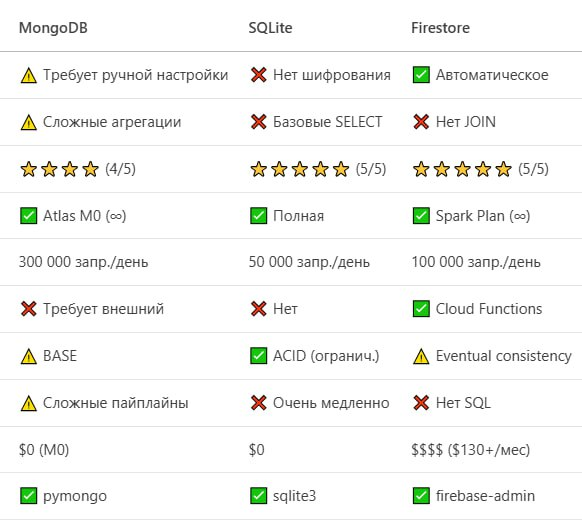 MongoDB SQLite Firestore
⚠️ Требует ручной настройки ❌ Нет шифрования ✅ Автоматическое
⚠️ Сложные агрегации ❌ Базовые SELECT ❌ Нет JOIN
⭐⭐⭐⭐ (4/5) ⭐⭐⭐⭐⭐ (5/5) ⭐⭐⭐⭐⭐ (5/5)
✅ Atlas M0 (∞) ✅ Полная ✅ Spark Plan (∞)
300 000 запр./день 50 000 запр./день 100 000 запр./день
❌ Требует внешний ❌ Нет ✅ Cloud Functions
⚠️ BASE ✅ ACID (огранич.) ⚠️ Eventual consistency
⚠️ Сложные пайплайны ❌ Очень медленно ❌ Нет SQL
$0 (M0) $0 $$$$ ($130+/мес)
✅ pymongo ✅ sqlite3 ✅ firebase-admin